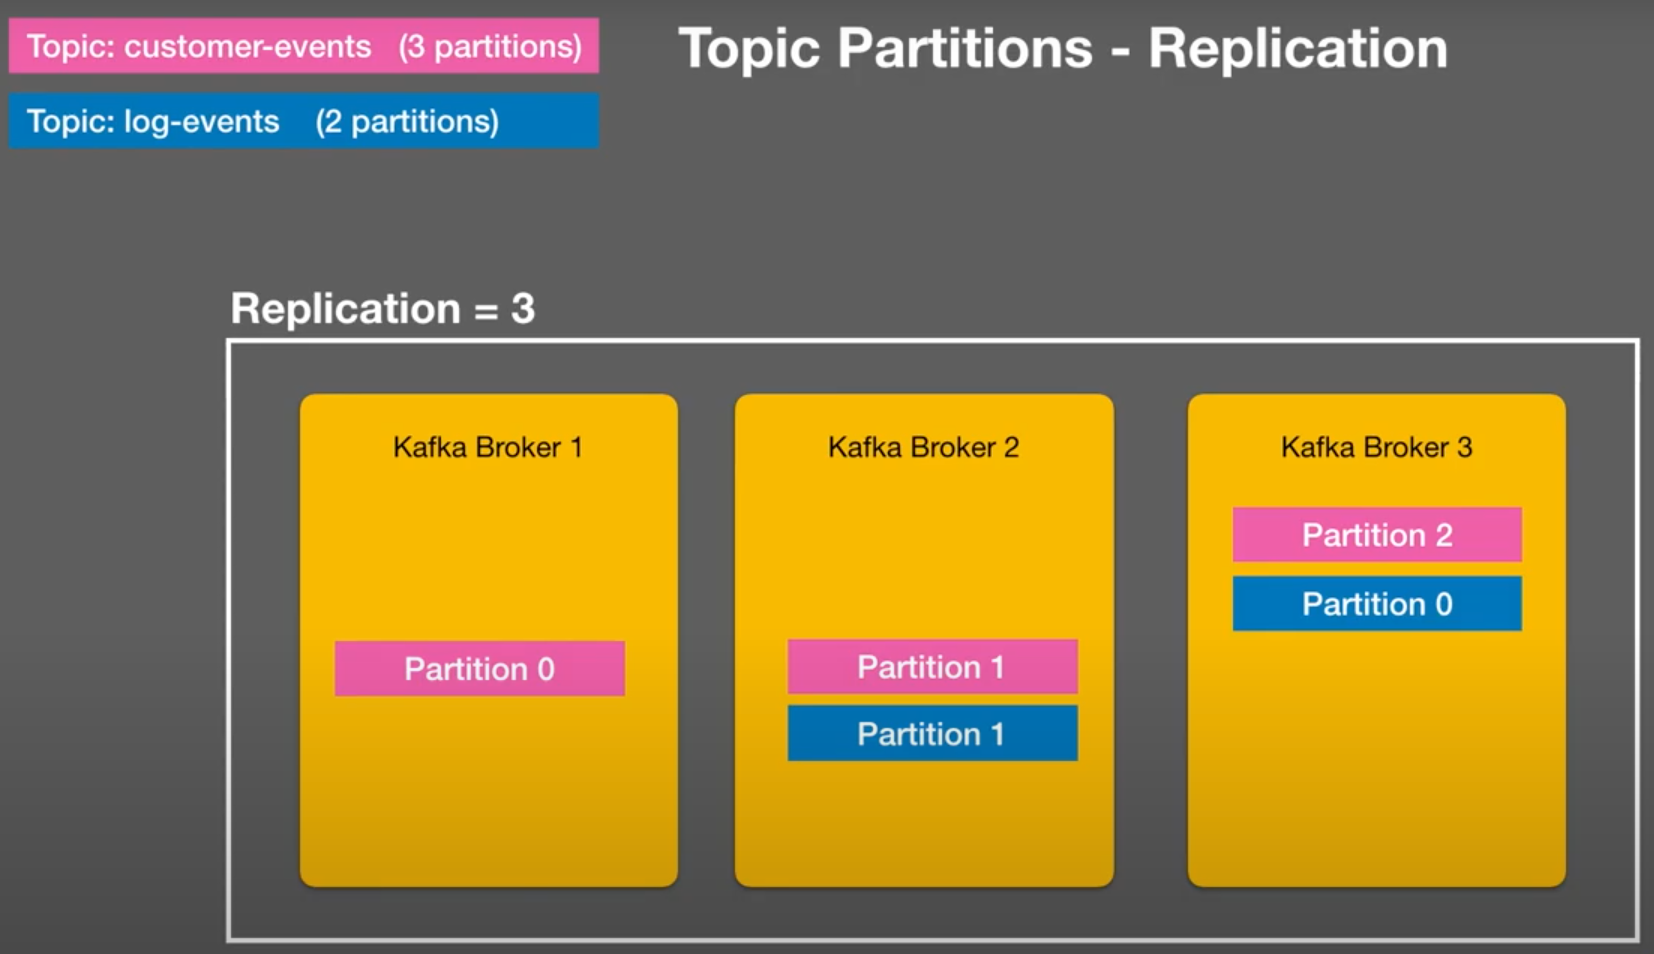 Topic: customer-events (3 partitions)
Topic Partitions - Replication
Topic: log-events (2 partitions)
Replication = 3
Kafka Broker 1
Partition 0
Kafka Broker 2
Partition 1
Partition 1
Kafka Broker 3
Partition 2
Partition 0